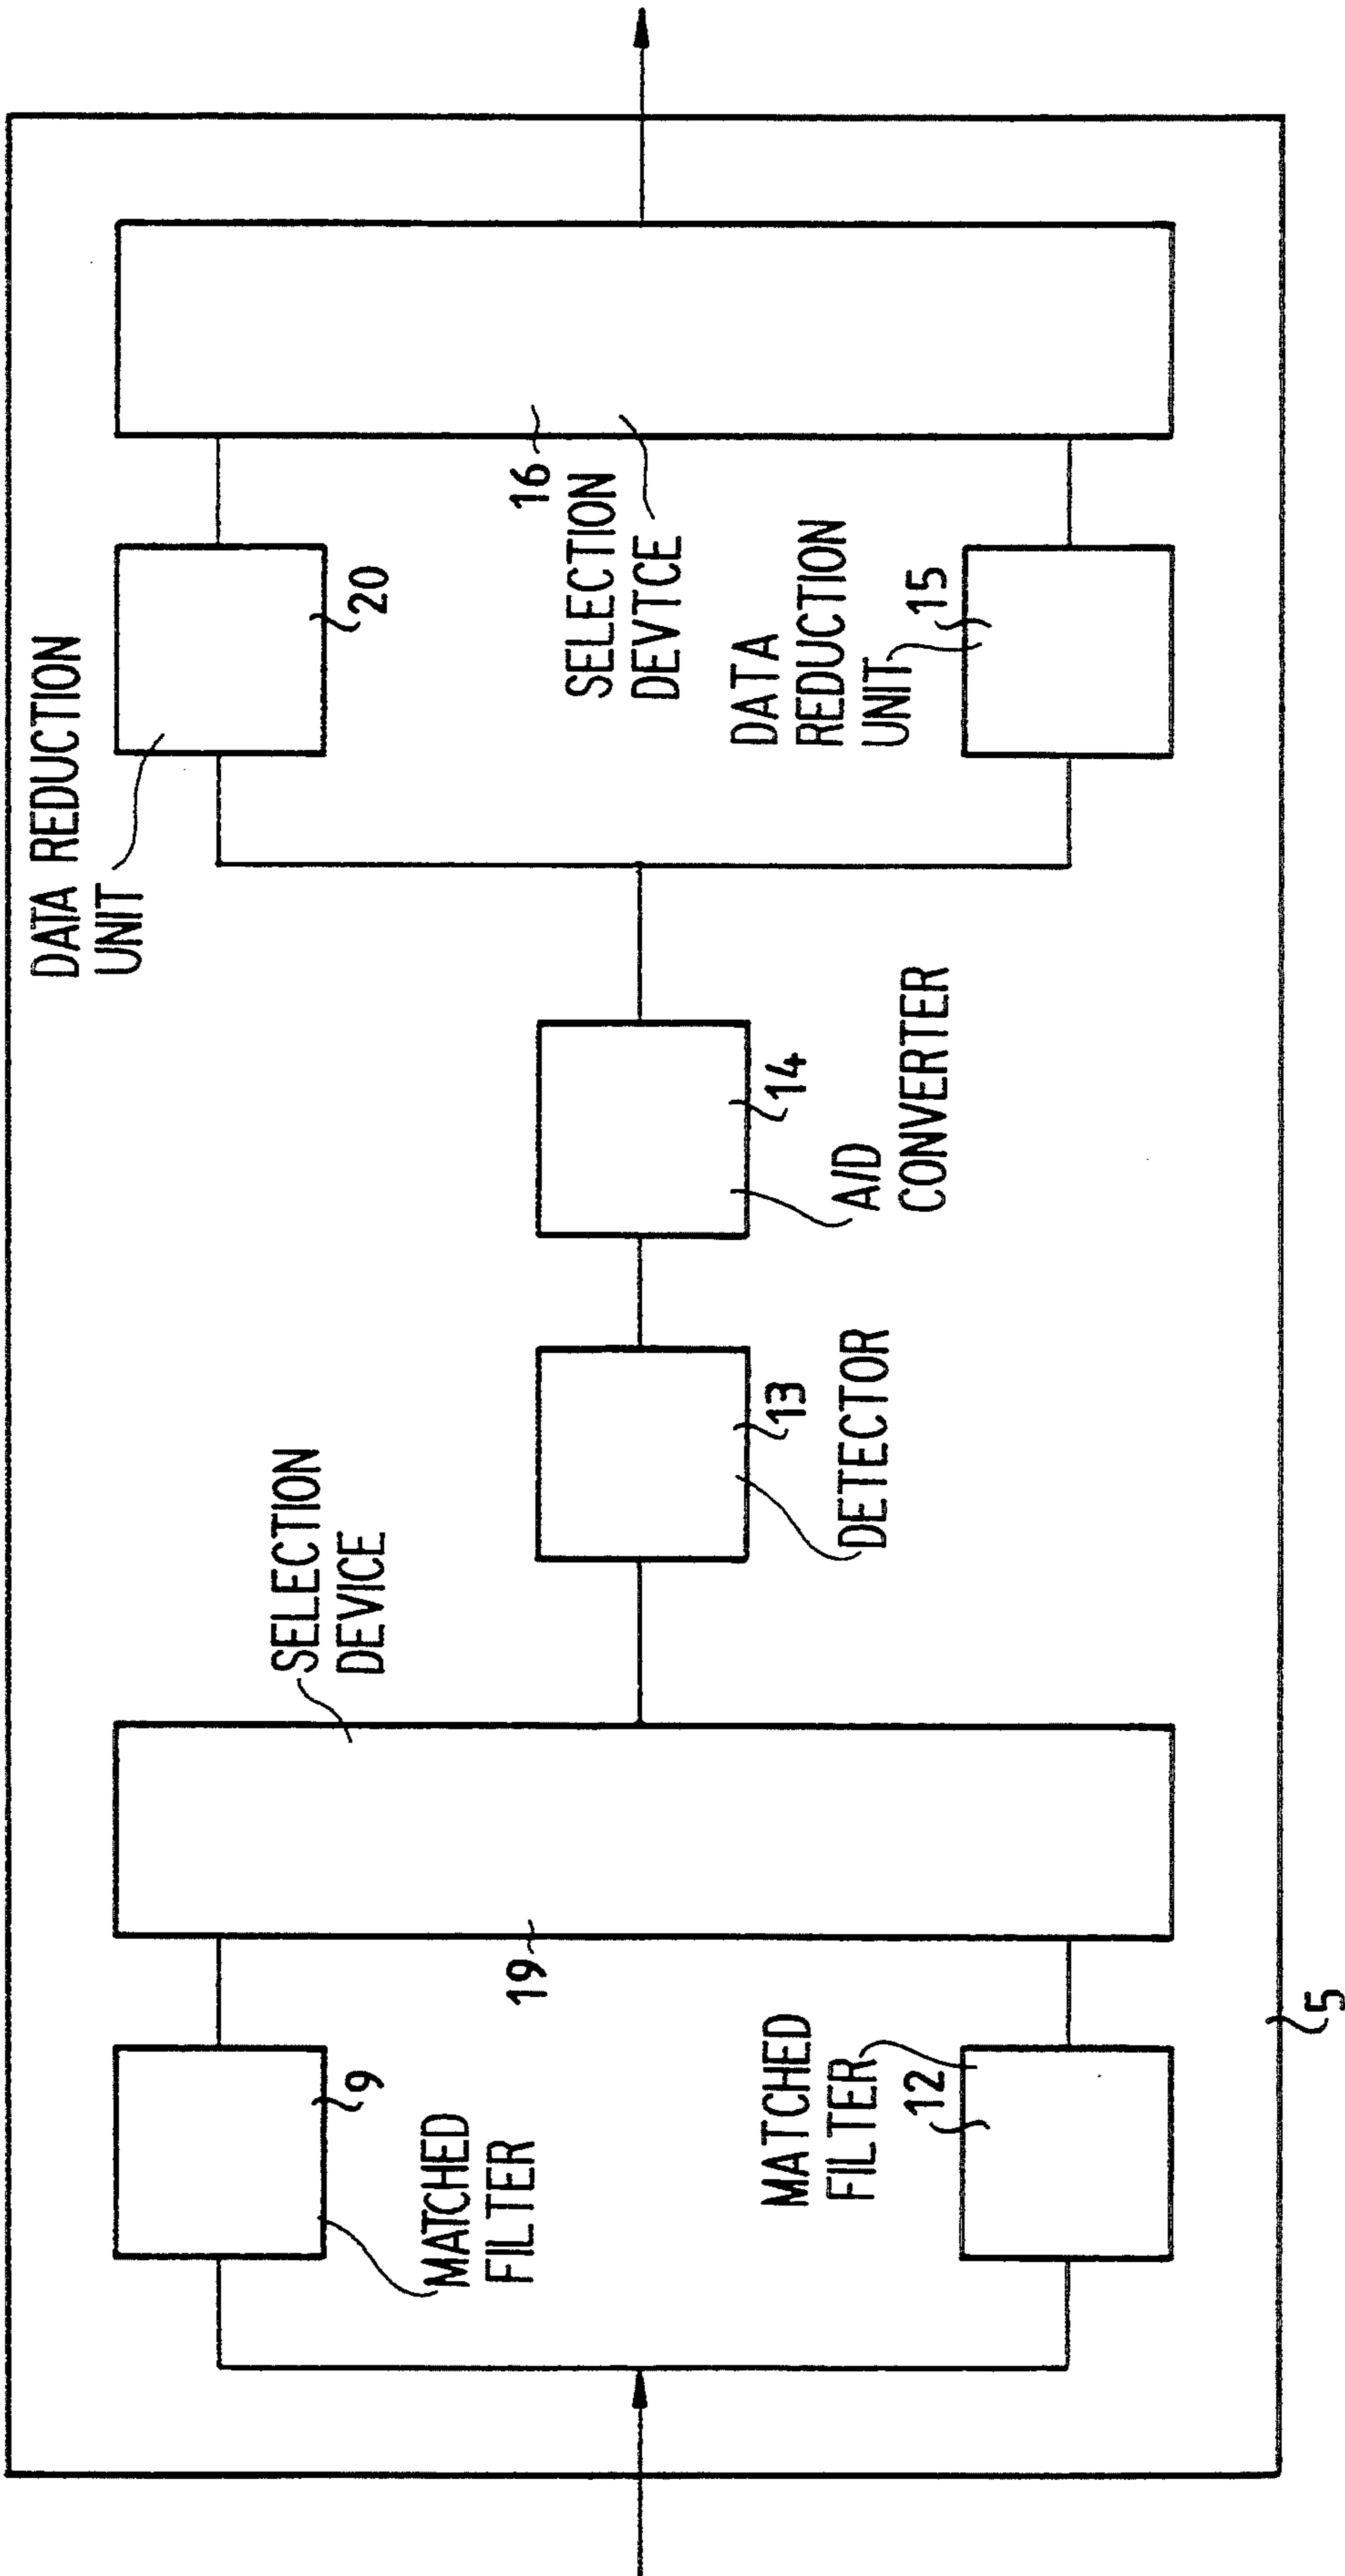 9
MATCHED
FILTER
MATCHED
FILTER
12
19
SELECTION
DEVICE
13
DETECTOR
14
A/D
CONVERTER
DATA REDUCTION
UNIT
20
DATA
REDUCTION
UNIT
15
16
SELECTION
DEVTCE
5